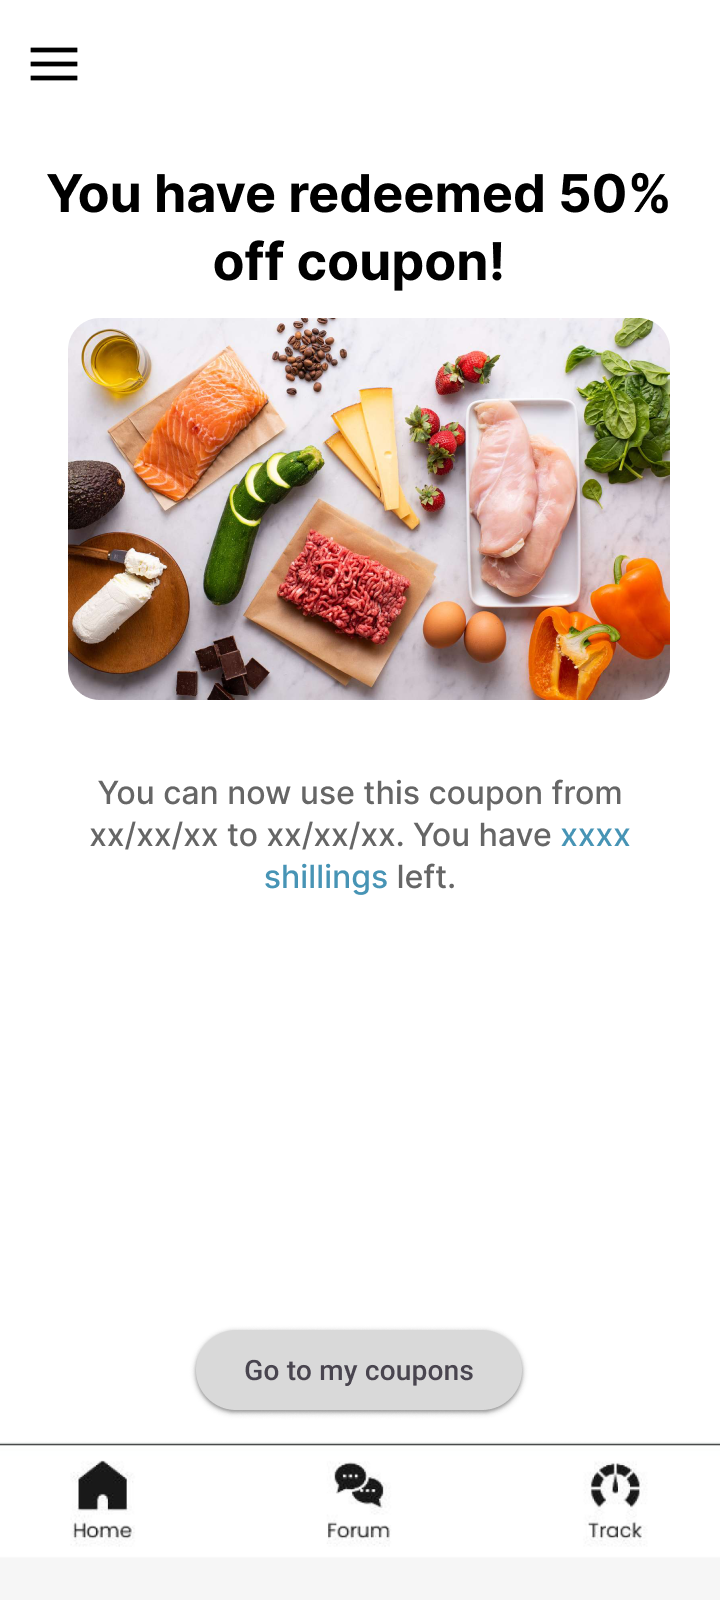 You have redeemed 50%
off coupon!
You can now use this coupon from
xx/xx/xx to xx/xx/xx. You have xxxx
shillings left.
Go to my coupons
Home
Forum
Track